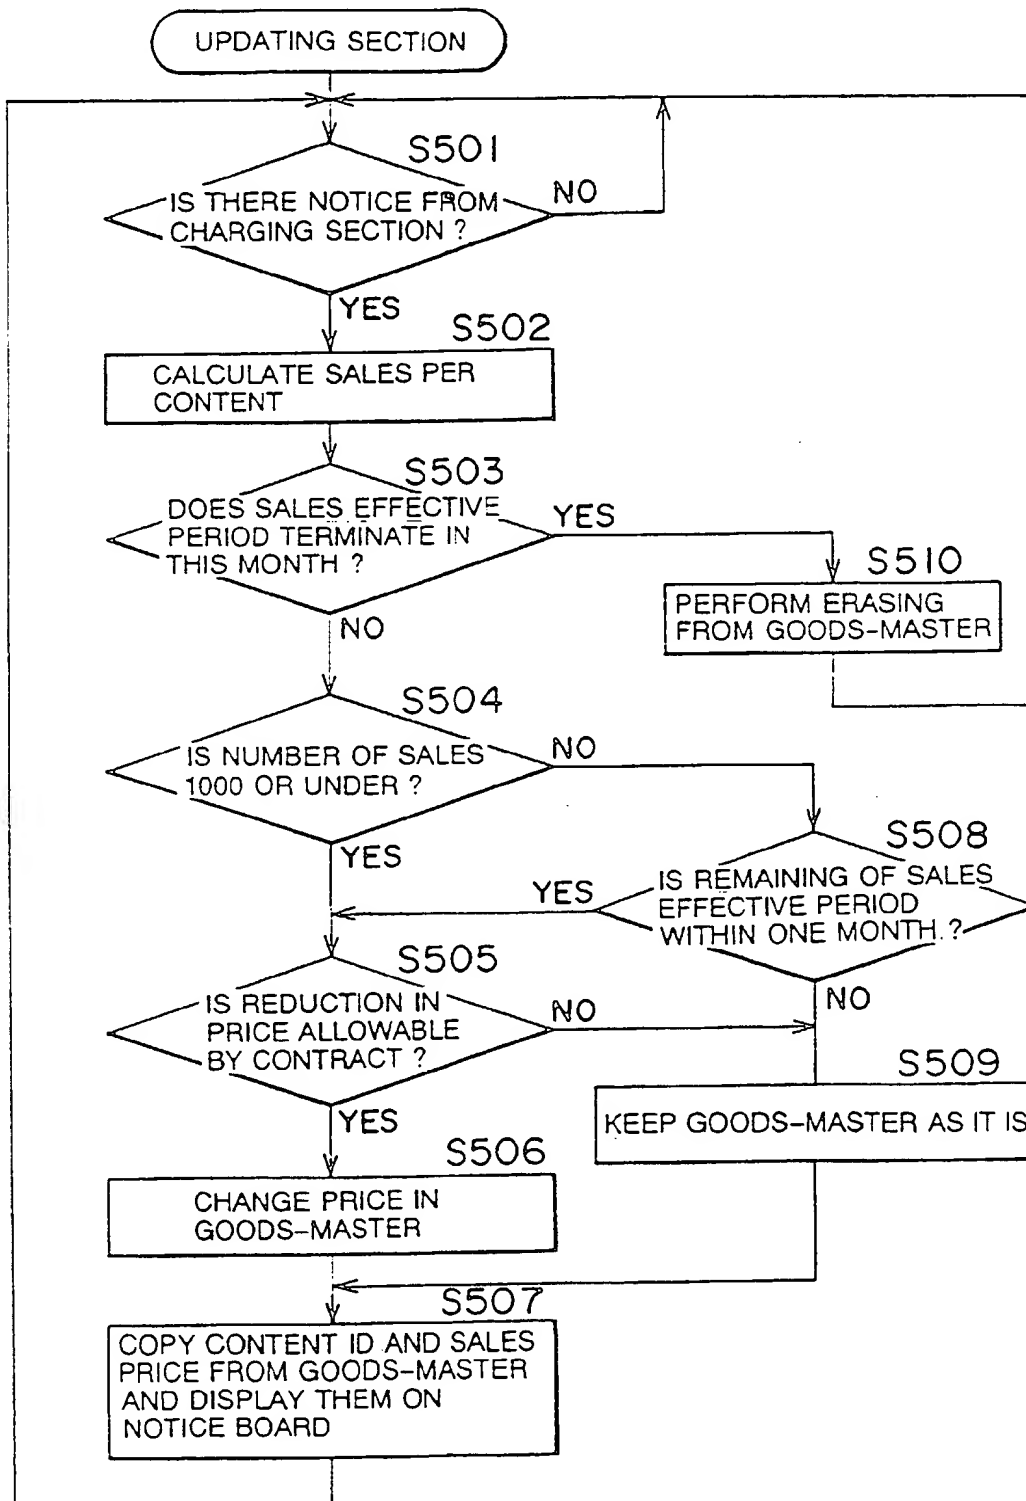 UPDATING SECTION
S501
IS THERE NOTICE FROM
CHARGING SECTION ?
NO
YES
S502
CALCULATE SALES PER
CONTENT
S503
DOES SALES EFFECTIVE
PERIOD TERMINATE IN
THIS MONTH ?
YES
NO
S510
PERFORM ERASING
FROM GOODS-MASTER
S504
IS NUMBER OF SALES
1000 OR UNDER ?
NO
YES
S508
IS REMAINING OF SALES
EFFECTIVE PERIOD
WITHIN ONE MONTH ?
YES
NO
S505
IS REDUCTION IN
PRICE ALLOWABLE
BY CONTRACT ?
NO
YES
S509
KEEP GOODS-MASTER AS IT IS
S506
CHANGE PRICE IN
GOODS-MASTER
S507
COPY CONTENT ID AND SALES
PRICE FROM GOODS-MASTER
AND DISPLAY THEM ON
NOTICE BOARD